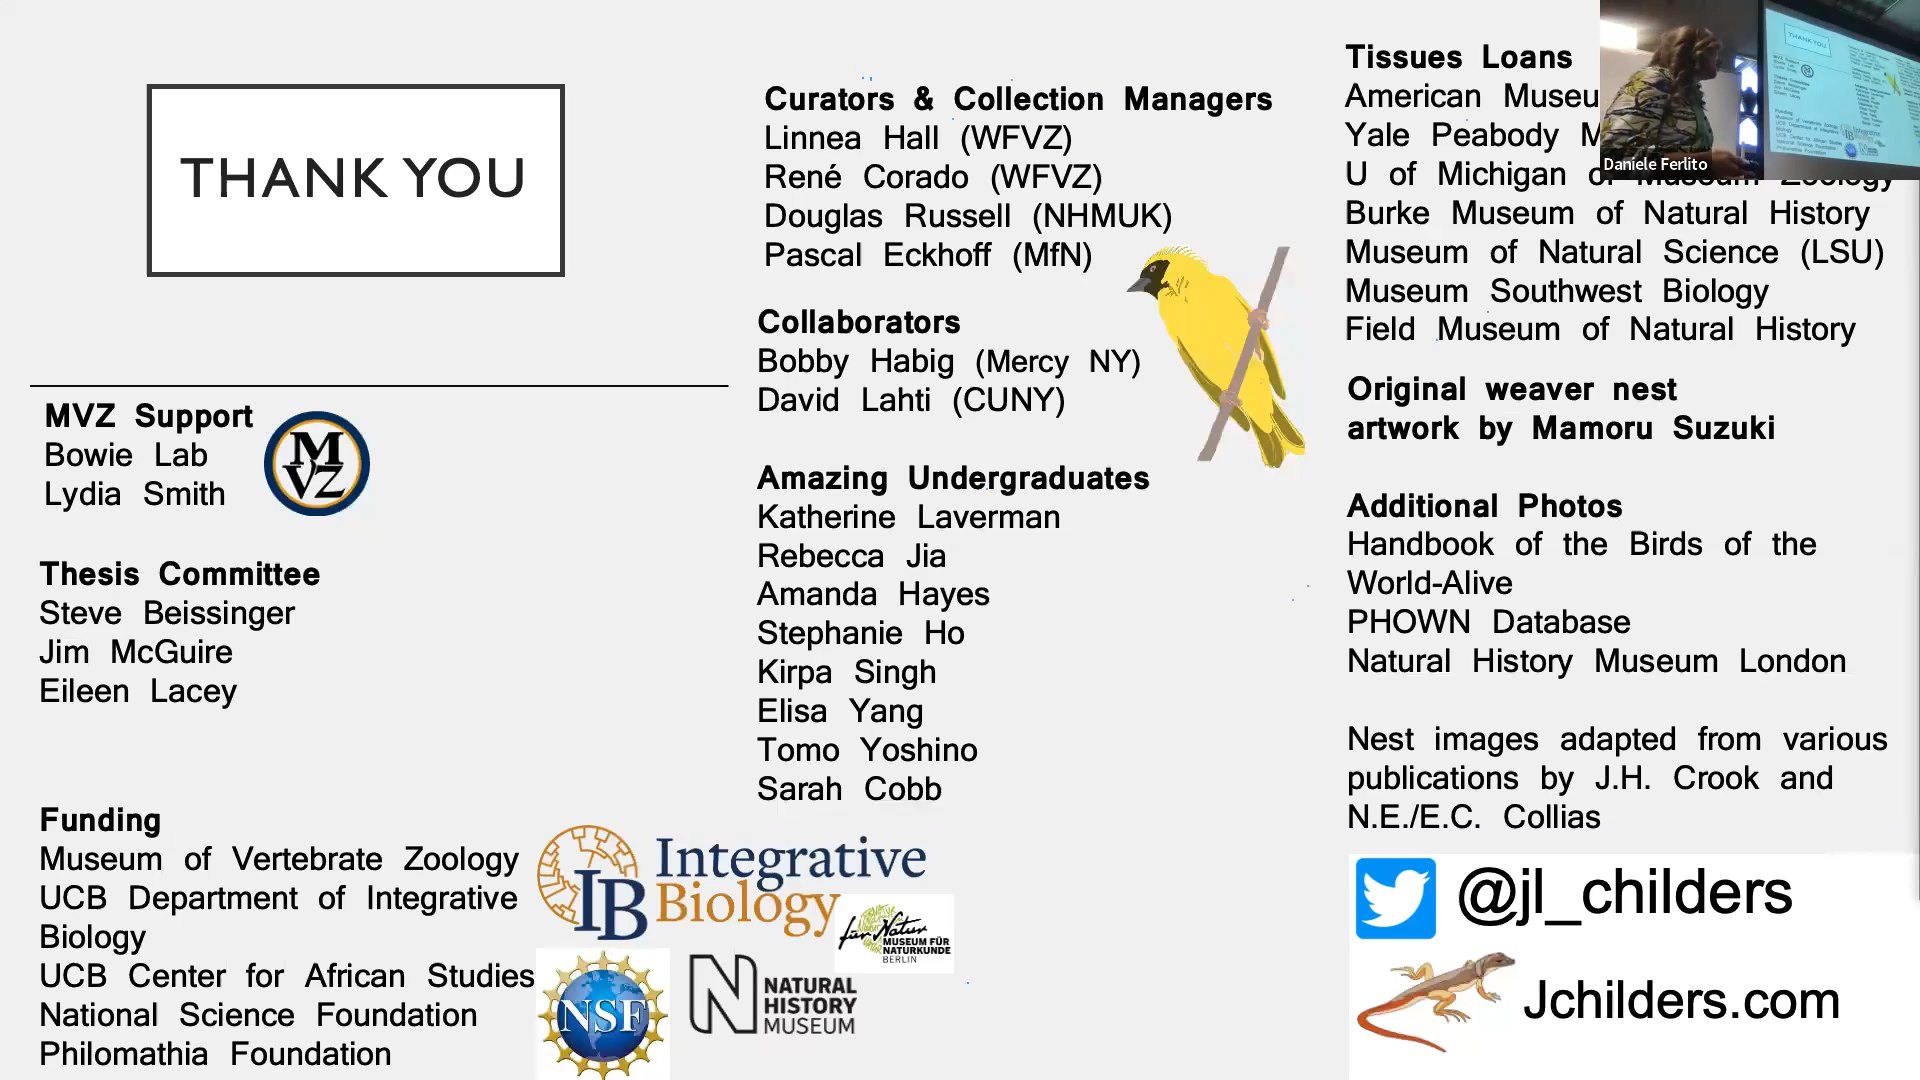 THANK YOU
MVZ Support
Bowie Lab
Lydia Smith
M
VZ
Thesis Committee
Steve Beissinger
Jim McGuire
Eileen Lacey
Funding
Museum of Vertebrate Zoology
UCB Department of Integrative
Biology
UCB Center for African Studies
National Science Foundation
Philomathia Foundation
Curators & Collection Managers
Linnea Hall (WFVZ)
René Corado (WFVZ)
Douglas Russell (NHMUK)
Pascal Eckhoff (MfN)
Collaborators
Bobby Habig (Mercy NY)
David Lahti (CUNY)
Amazing Undergraduates
Katherine Laverman
Rebecca Jia
Amanda Hayes
Stephanie Ho
Kirpa Singh
Elisa Yang
Tomo Yoshino
Sarah Cobb
IB Integrative
Biology
für Natur
MUSEUM FÜR
NATURKUNDE
BERLIN
NSF
N NATURAL
HISTORY
MUSEUM
Tissues Loans
American Museu
Yale Peabody M
U of Michigan of Museum Zoology
Burke Museum of Natural History
Museum of Natural Science (LSU)
Museum Southwest Biology
Field Museum of Natural History
Original weaver nest
artwork by Mamoru Suzuki
Additional Photos
Handbook of the Birds of the
World-Alive
PHOWN Database
Natural History Museum London
Nest images adapted from various
publications by J.H. Crook and
N.E./E.C. Collias
@jl_childers
Jchilders.com
Daniele Ferlito
THANK YOU